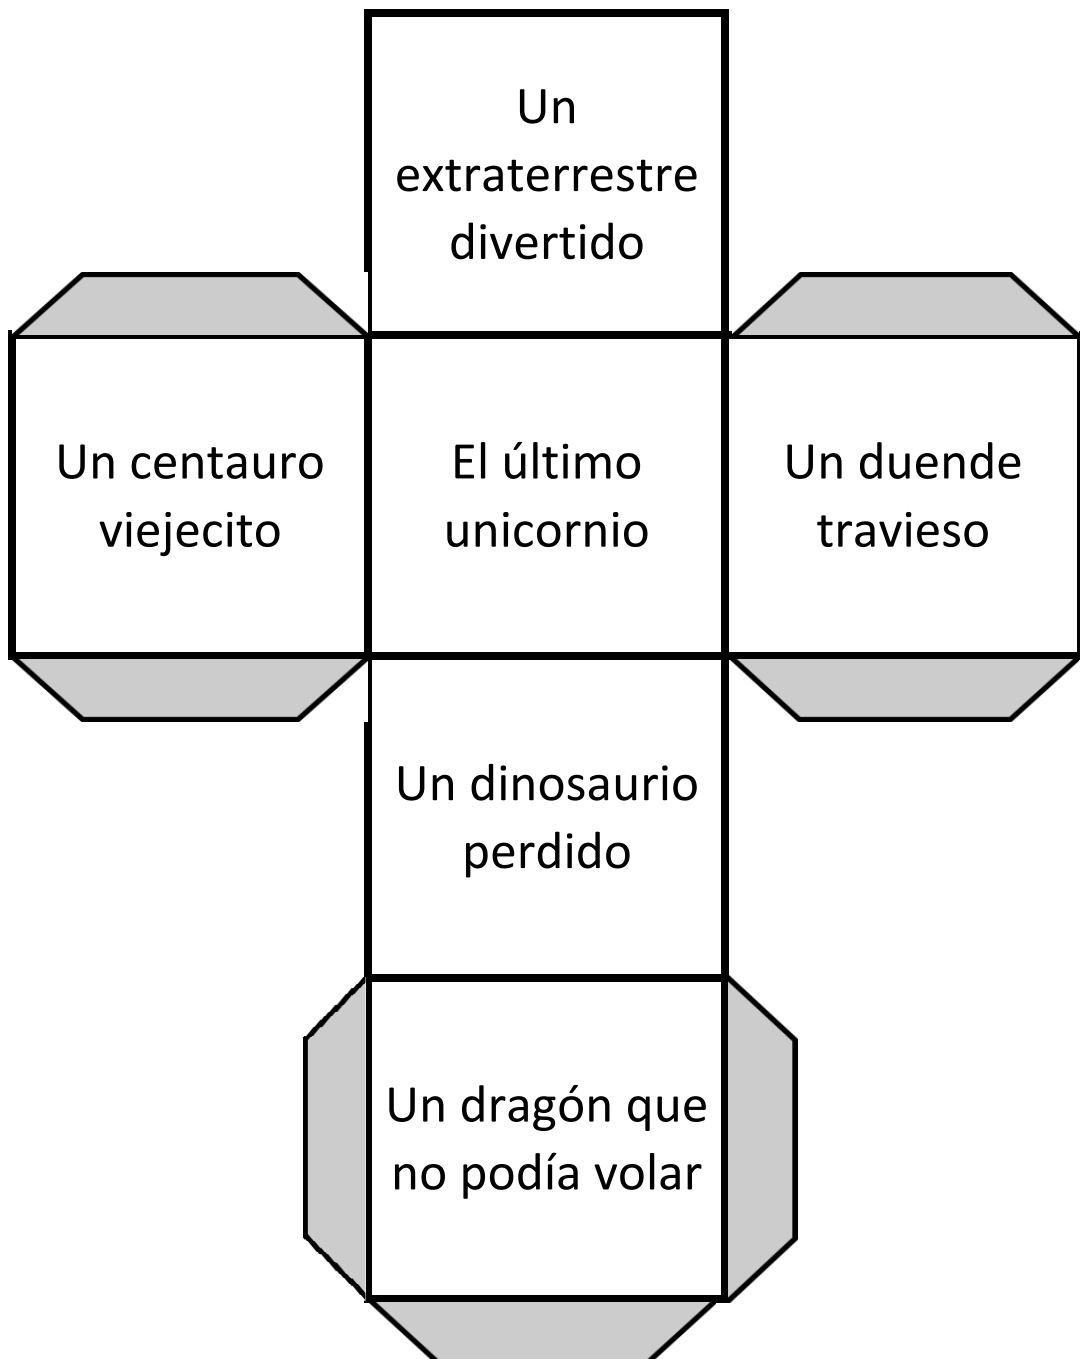 Un
extraterrestre
divertido
Un centauro
viejecito
El último
unicornio
Un duende
travieso
Un dinosaurio
perdido
Un dragón que
no podía volar